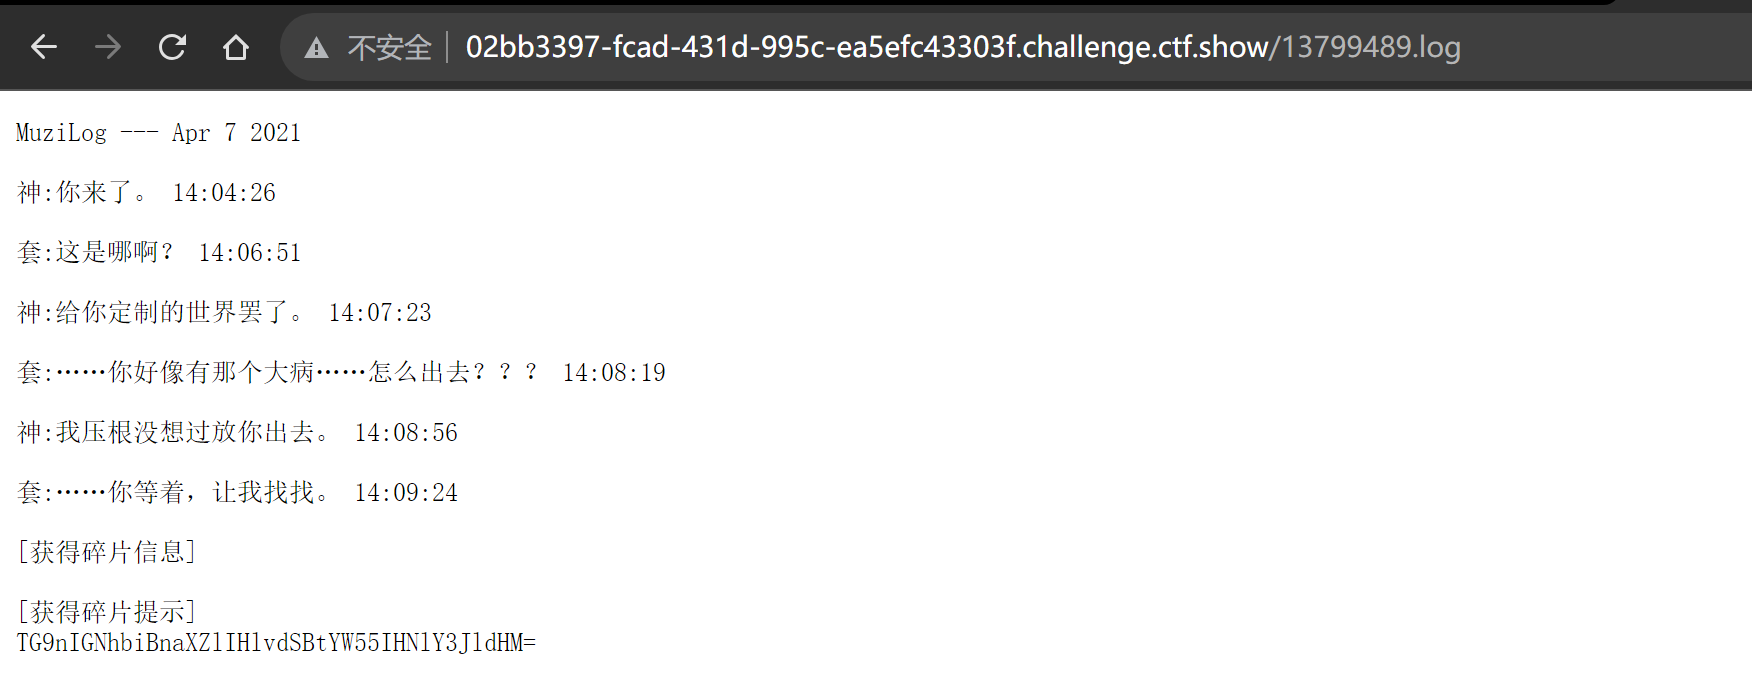 不安全 02bb3397-fcad-431d-995c-ea5efc43303f.challenge.ctf.show/13799489.log
MuziLog --- Apr 7 2021
神:你来了。 14:04:26
套:这是哪啊？ 14:06:51
神:给你定制的世界罢了。 14:07:23
套:……你好像有那个大病……怎么出去？？？ 14:08:19
神:我压根没想过放你出去。 14:08:56
套:……你等着，让我找找。 14:09:24
[获得碎片信息]
[获得碎片提示]
TG9nIGNhbiBnaXZlIHlvdSBtYW55IHNlY3JldHM=